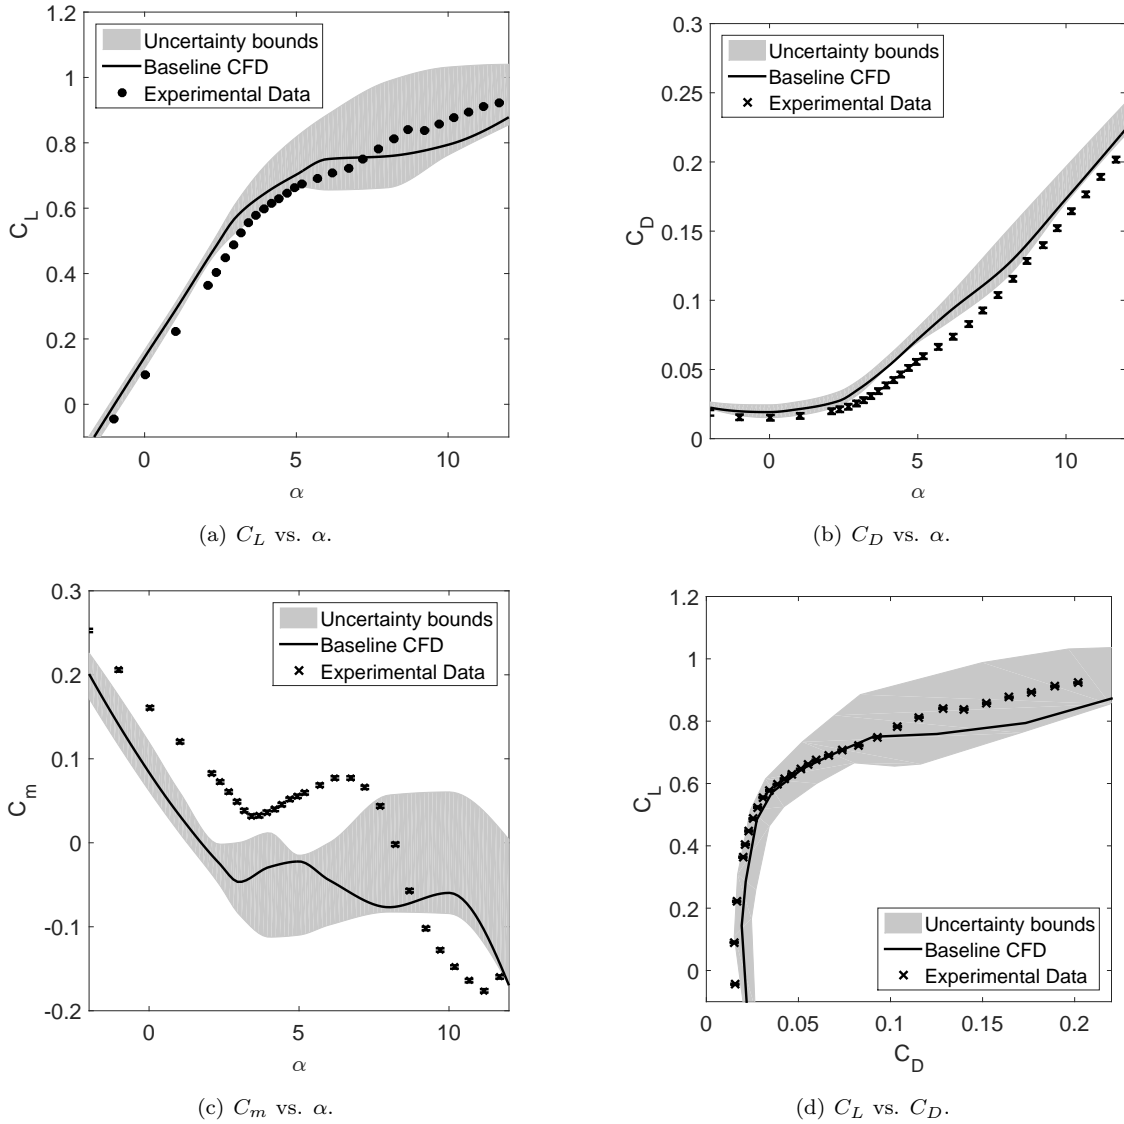 Uncertainty bounds
Baseline CFD
Experimental Data
1.2
1
0.8
0.6
0.4
0.2
0
C_L
0
5
10
α
(a) C_L vs. α.
Uncertainty bounds
Baseline CFD
Experimental Data
0.3
0.25
0.2
0.15
0.1
0.05
0
C_D
0
5
10
α
(b) C_D vs. α.
Uncertainty bounds
Baseline CFD
Experimental Data
0.3
0.2
0.1
0
-0.1
-0.2
C_m
0
5
10
α
(c) C_m vs. α.
1.2
1
0.8
0.6
0.4
0.2
0
C_L
Uncertainty bounds
Baseline CFD
Experimental Data
0
0.05
0.1
0.15
0.2
C_D
(d) C_L vs. C_D.